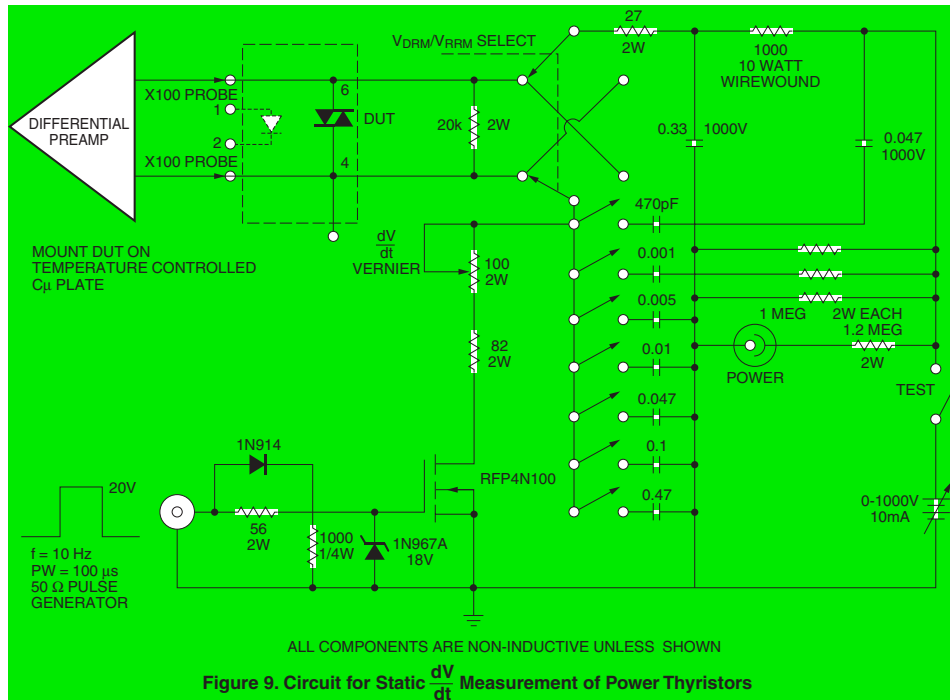 27
2W
VDRM/VRRM SELECT
1000
10 WATT
WIREWOUND
X100 PROBE
6
1
DIFFERENTIAL
PREAMP
DUT
20k
2W
0.33
1000V
0.047
1000V
2
X100 PROBE
4
470pF
MOUNT DUT ON
TEMPERATURE CONTROLLED
Cμ PLATE
dV
dt
VERNIER
100
2W
0.001
0.005
1 MEG
2W EACH
1.2 MEG
2W
82
2W
0.01
POWER
TEST
0.047
1N914
RFP4N100
0.1
20V
0.47
0-1000V
10mA
56
2W
1000
1/4W
1N967A
18V
f = 10 Hz
PW = 100 μs
50 Ω PULSE
GENERATOR
ALL COMPONENTS ARE NON-INDUCTIVE UNLESS SHOWN
Figure 9. Circuit for Static dV/dt Measurement of Power Thyristors